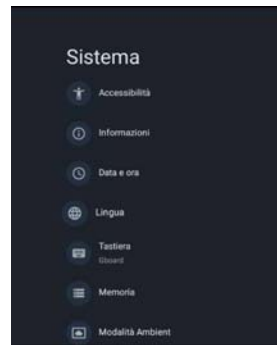 Sistema
Accessibilità
Informazioni
Data e ora
Lingua
Tastiera
Gboard
Memoria
Modalità Ambient